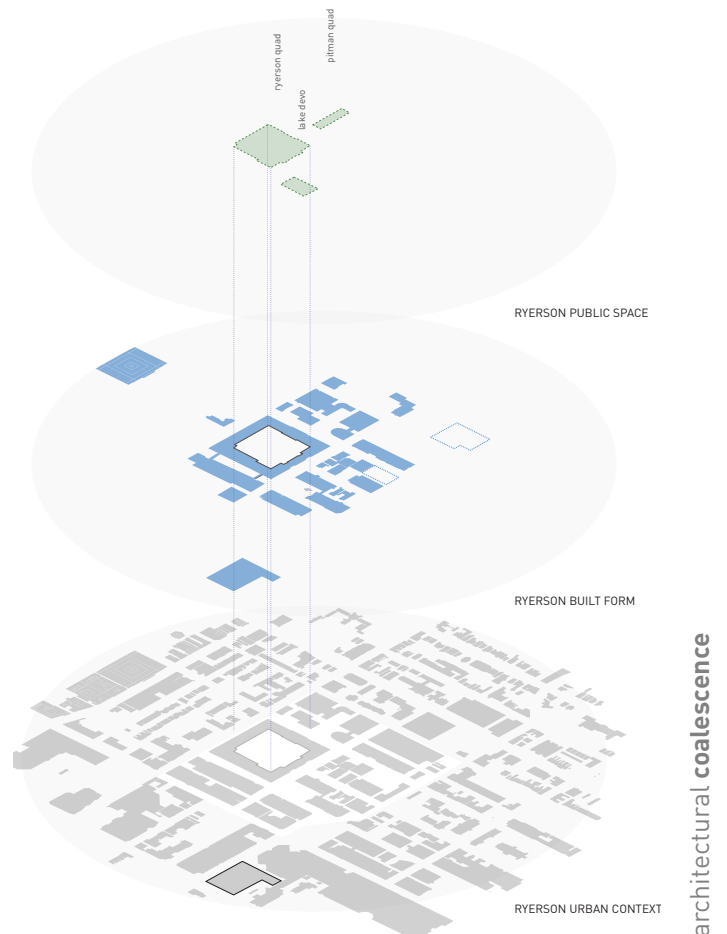 ryerson quad
lake devo
pitman quad
RYERSON PUBLIC SPACE
RYERSON BUILT FORM
RYERSON URBAN CONTEXT
architectural coalescence